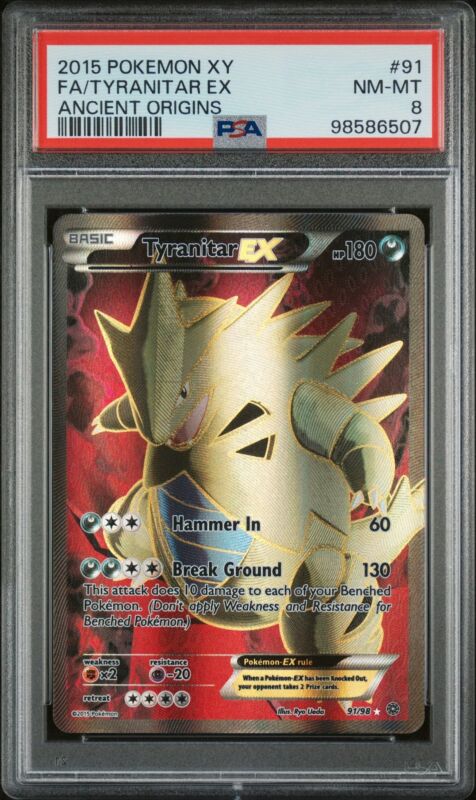 2015 POKEMON XY #91
FA/TYRANITAR EX NM-MT
ANCIENT ORIGINS 8
PSA 98586507
BASIC Tyranitar EX HP180
Hammer In 60
Break Ground 130
This attack does 10 damage to each of your Benched
Pokémon. (Don't apply Weakness and Resistance for
Benched Pokémon.)
weakness resistance
×2 -20
retreat
Pokémon-EX rule
When a Pokémon-EX has been Knocked Out,
your opponent takes 2 Prize cards.
©2015 Pokémon Illus. Ryo Ueda 91/98